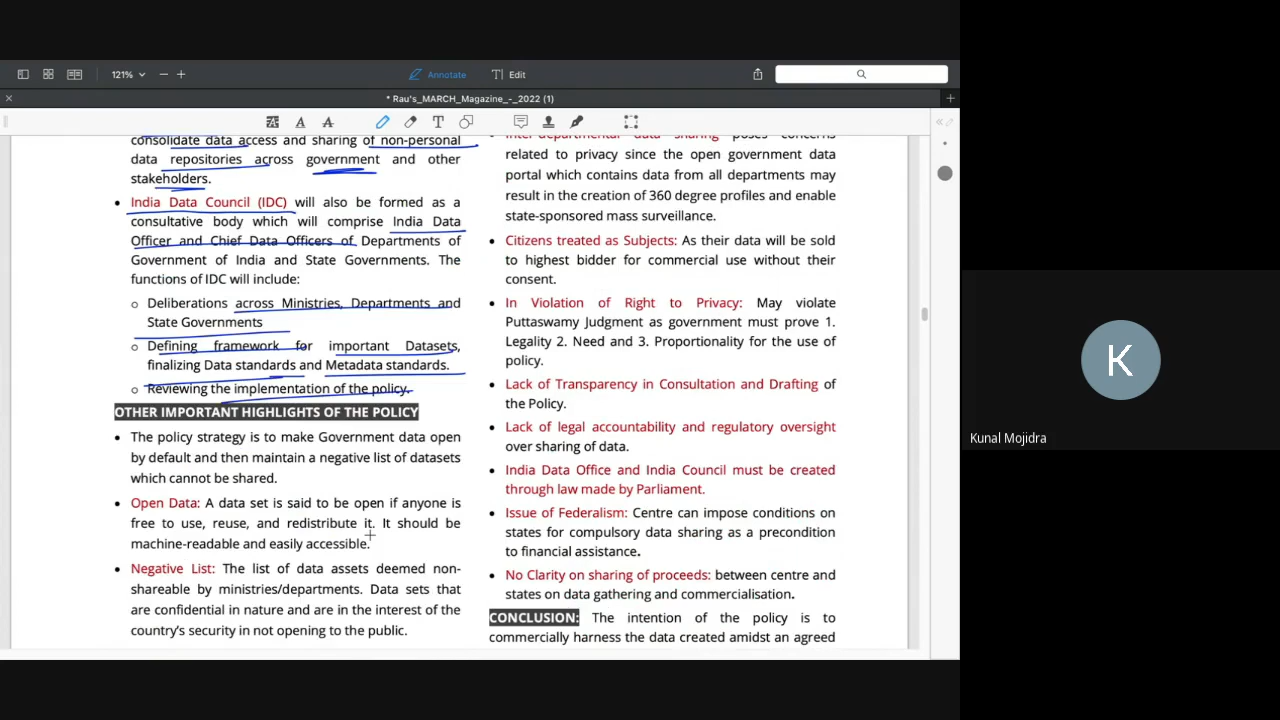 121%
Annotate
Edit
* Rau's_MARCH_Magazine_-_2022 (1)
consolidate data access and sharing of non-personal
data repositories across government and other
stakeholders.
• India Data Council (IDC) will also be formed as a
consultative body which will comprise India Data
Officer and Chief Data Officers of Departments of
Government of India and State Governments. The
functions of IDC will include:
o Deliberations across Ministries, Departments and
State Governments
o Defining framework for important Datasets,
finalizing Data standards and Metadata standards.
o Reviewing the implementation of the policy.
OTHER IMPORTANT HIGHLIGHTS OF THE POLICY
• The policy strategy is to make Government data open
by default and then maintain a negative list of datasets
which cannot be shared.
• Open Data: A data set is said to be open if anyone is
free to use, reuse, and redistribute it. It should be
machine-readable and easily accessible.
• Negative List: The list of data assets deemed non-
shareable by ministries/departments. Data sets that
are confidential in nature and are in the interest of the
country's security in not opening to the public.
Inter-departmental data sharing poses concerns
related to privacy since the open government data
portal which contains data from all departments may
result in the creation of 360 degree profiles and enable
state-sponsored mass surveillance.
• Citizens treated as Subjects: As their data will be sold
to highest bidder for commercial use without their
consent.
• In Violation of Right to Privacy: May violate
Puttaswamy Judgment as government must prove 1.
Legality 2. Need and 3. Proportionality for the use of
policy.
• Lack of Transparency in Consultation and Drafting of
the Policy.
• Lack of legal accountability and regulatory oversight
over sharing of data.
• India Data Office and India Council must be created
through law made by Parliament.
• Issue of Federalism: Centre can impose conditions on
states for compulsory data sharing as a precondition
to financial assistance.
• No Clarity on sharing of proceeds: between centre and
states on data gathering and commercialisation.
CONCLUSION: The intention of the policy is to
commercially harness the data created amidst an agreed
K
Kunal Mojidra